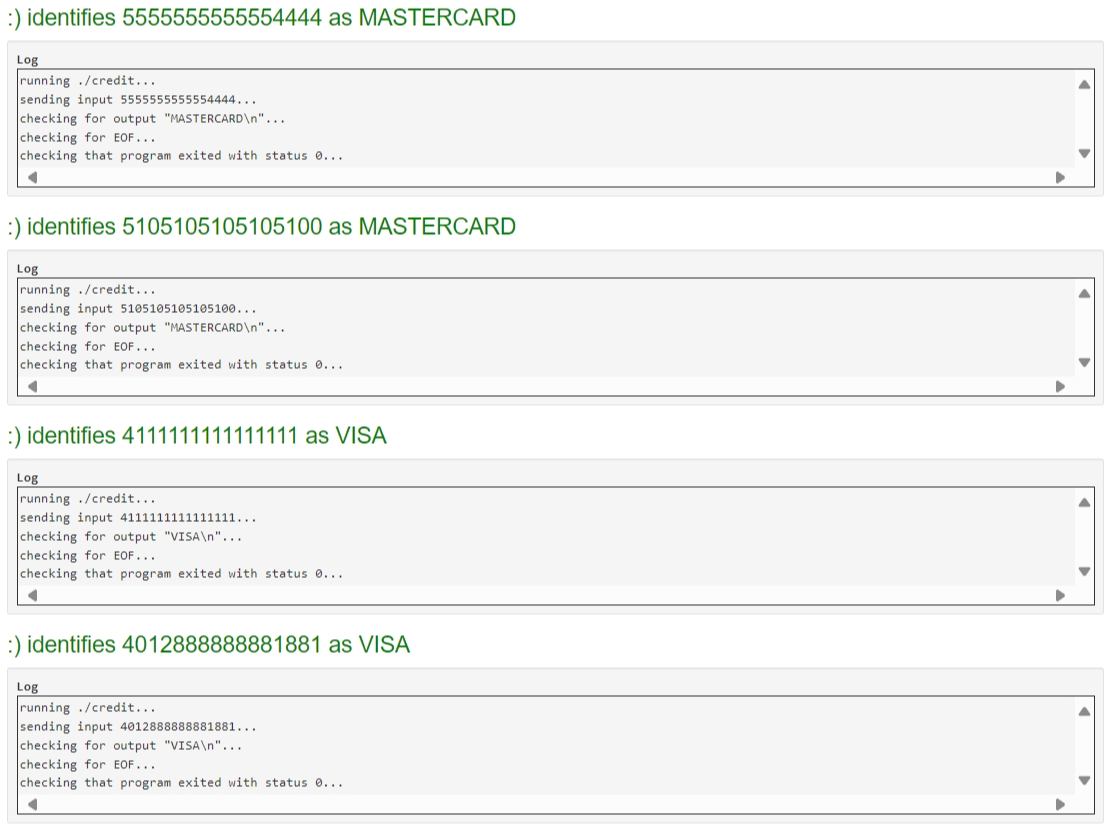 :) identifies 5555555555554444 as MASTERCARD
Log
running ./credit...
sending input 5555555555554444...
checking for output "MASTERCARD\n"...
checking for EOF...
checking that program exited with status 0...
:) identifies 5105105105105100 as MASTERCARD
Log
running ./credit...
sending input 5105105105105100...
checking for output "MASTERCARD\n"...
checking for EOF...
checking that program exited with status 0...
:) identifies 4111111111111111 as VISA
Log
running ./credit...
sending input 4111111111111111...
checking for output "VISA\n"...
checking for EOF...
checking that program exited with status 0...
:) identifies 4012888888881881 as VISA
Log
running ./credit...
sending input 4012888888881881...
checking for output "VISA\n"...
checking for EOF...
checking that program exited with status 0...